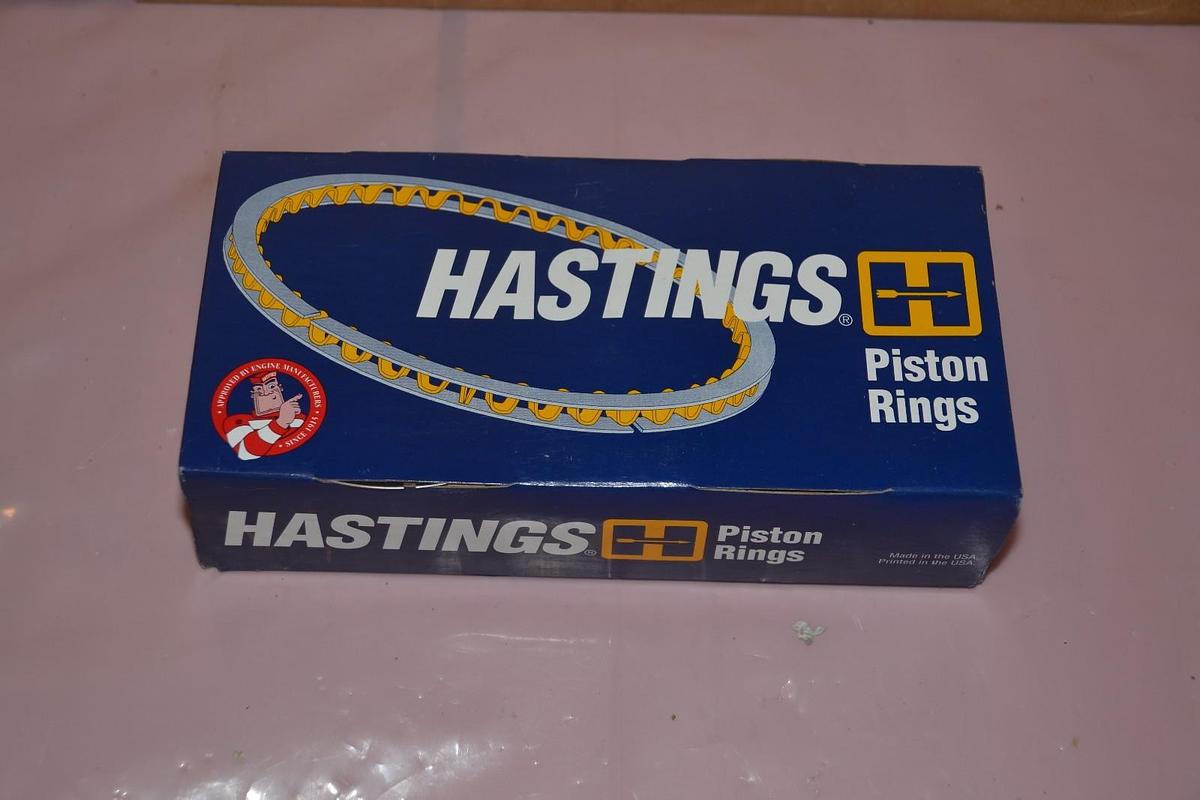 HASTINGS® H
Piston
Rings
• APPROVED BY ENGINE MANUFACTURERS •
SINCE 1915
HASTINGS® H Piston
Rings
Made in the USA.
Printed in the USA.